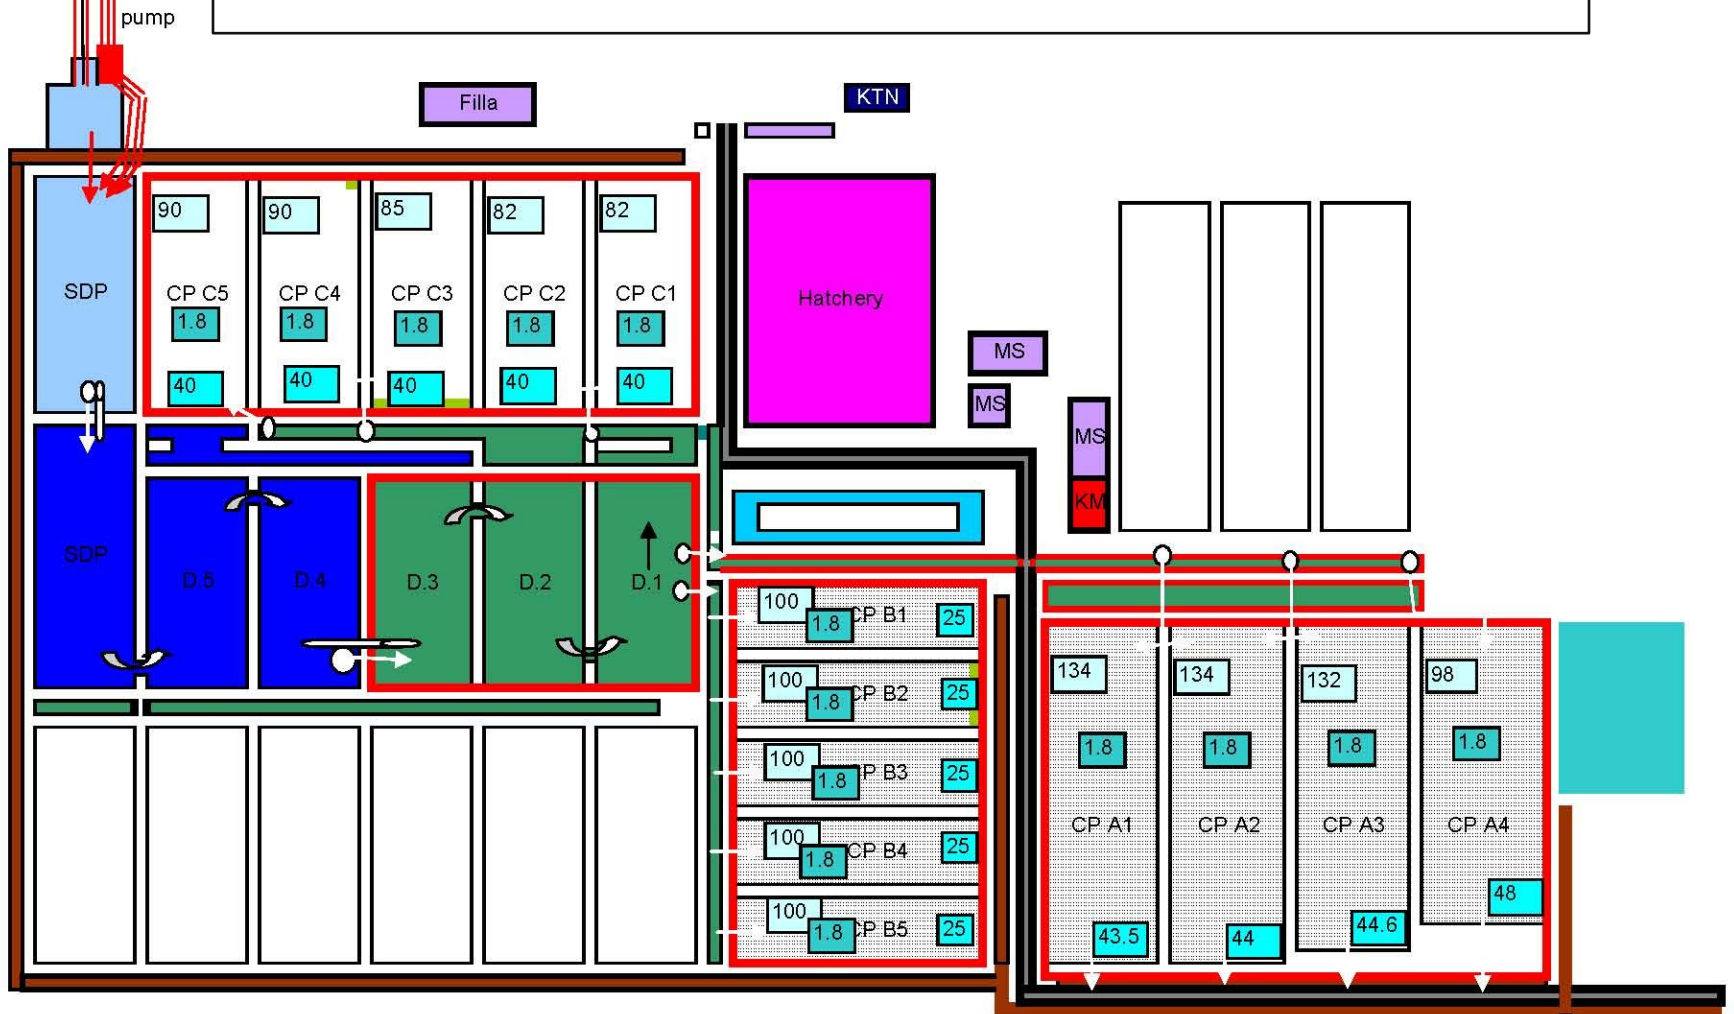 pump
Filla
KTN
90
90
85
82
82
SDP
CP C5
CP C4
CP C3
CP C2
CP C1
Hatchery
1.8
1.8
1.8
1.8
1.8
40
40
40
40
40
MS
MS
MS
KM
SDP
D.5
D.4
D.3
D.2
D.1
100
1.8
CP B1
25
100
1.8
CP B2
25
100
1.8
CP B3
25
100
1.8
CP B4
25
100
1.8
CP B5
25
134
134
132
98
1.8
1.8
1.8
1.8
CP A1
CP A2
CP A3
CP A4
43.5
44
44.6
48